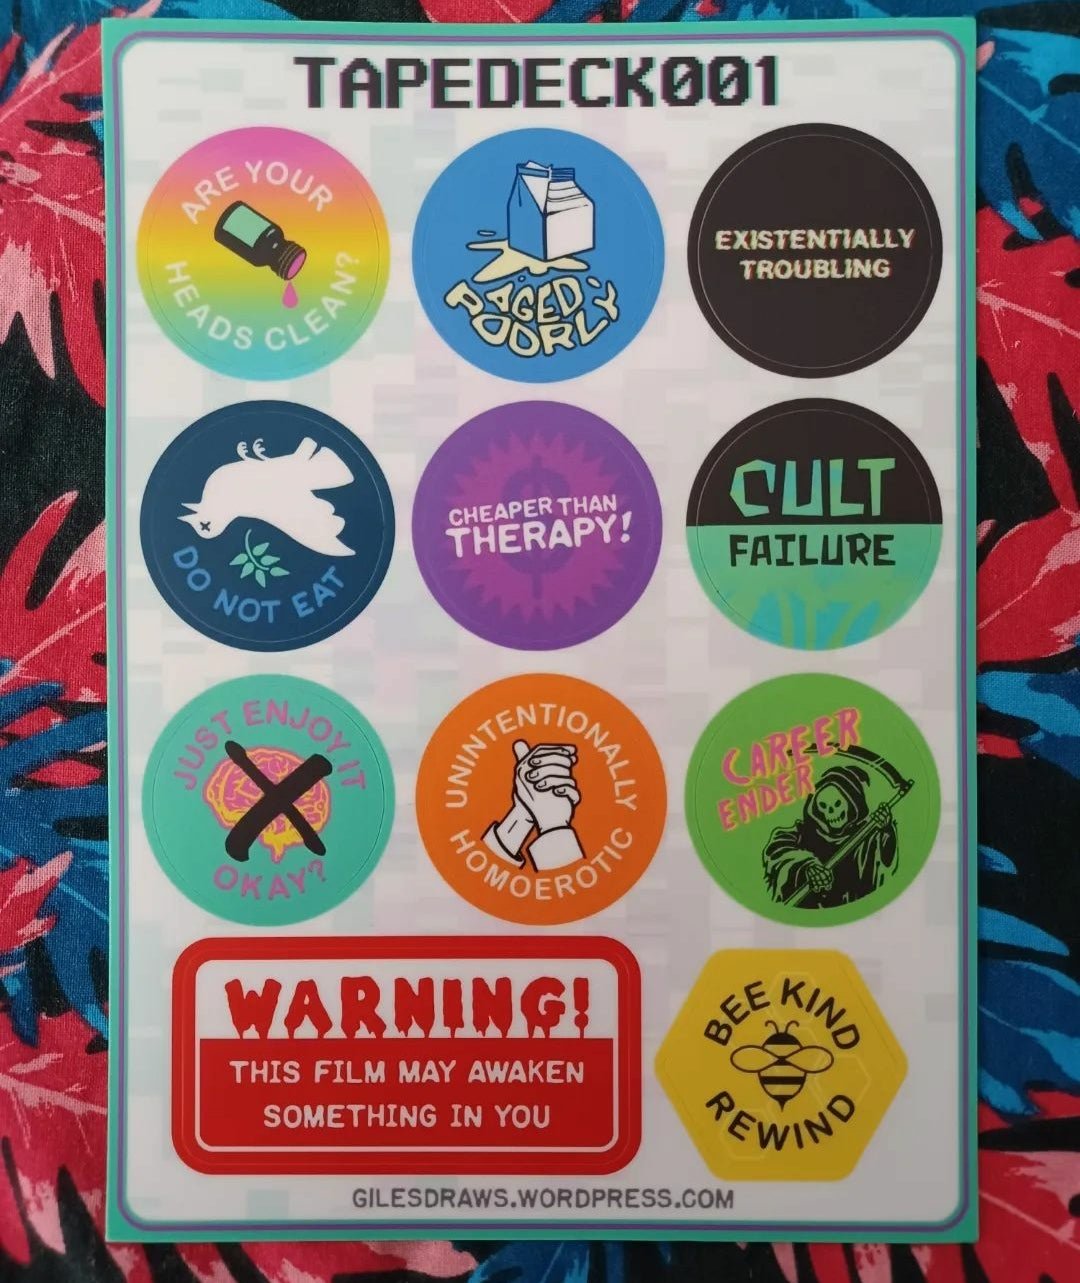 TAPEDECK001
ARE YOUR
HEADS CLEAN?
AGED
POORLY
EXISTENTIALLY
TROUBLING
DO NOT EAT
CHEAPER THAN
THERAPY!
CULT
FAILURE
JUST ENJOY IT
OKAY?
UNINTENTIONALLY
HOMOEROTIC
CAREER
ENDER
WARNING!
THIS FILM MAY AWAKEN
SOMETHING IN YOU
BEE KIND
REWIND
GILESDRAWS.WORDPRESS.COM